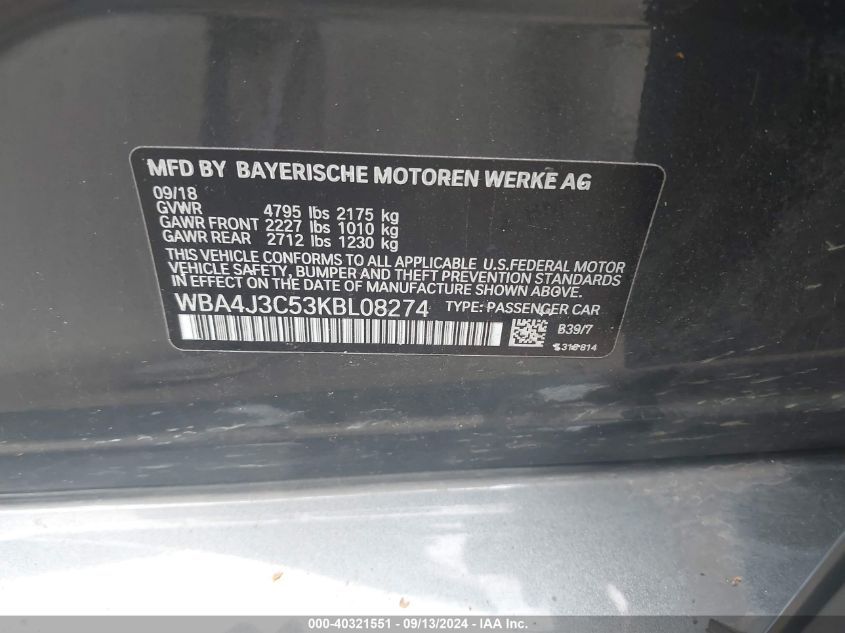 MFD BY BAYERISCHE MOTOREN WERKE AG
09/18
GVWR 4795 lbs 2175 kg
GAWR FRONT 2227 lbs 1010 kg
GAWR REAR 2712 lbs 1230 kg
THIS VEHICLE CONFORMS TO ALL APPLICABLE U.S.FEDERAL MOTOR
VEHICLE SAFETY, BUMPER AND THEFT PREVENTION STANDARDS
IN EFFECT ON THE DATE OF MANUFACTURE SHOWN ABOVE.
WBA4J3C53KBL08274 TYPE: PASSENGER CAR
B39/7
000-40321551 - 09/13/2024 - IAA Inc.